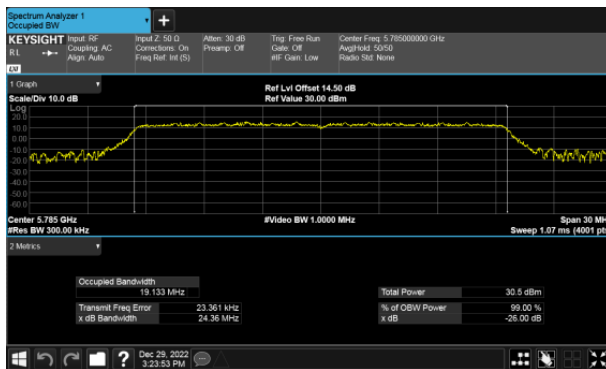 Spectrum Analyzer 1
Occupied BW
+
KEYSIGHT
RL
Input: RF
Coupling: AC
Align: Auto
Input Z: 50 Ω
Corrections: On
Freq Ref: Int (S)
Atten: 30 dB
Preamp: Off
Trig: Free Run
Gate: Off
#IF Gain: Low
Center Freq: 5.785000000 GHz
Avg|Hold: 50/50
Radio Std: None
1 Graph
Scale/Div 10.0 dB
Ref Lvl Offset 14.50 dB
Ref Value 30.00 dBm
Log
20.0
10.0
0.00
-10.0
-20.0
-30.0
-40.0
-50.0
-60.0
Center 5.785 GHz
#Res BW 300.00 kHz
#Video BW 1.0000 MHz
Span 30 MH
Sweep 1.07 ms (4001 pt
2 Metrics
Occupied Bandwidth
19.133 MHz
Transmit Freq Error 23.361 kHz
x dB Bandwidth 24.36 MHz
Total Power 30.5 dBm
% of OBW Power 99.00 %
x dB -26.00 dB
?
Dec 29, 2022
3:23:53 PM